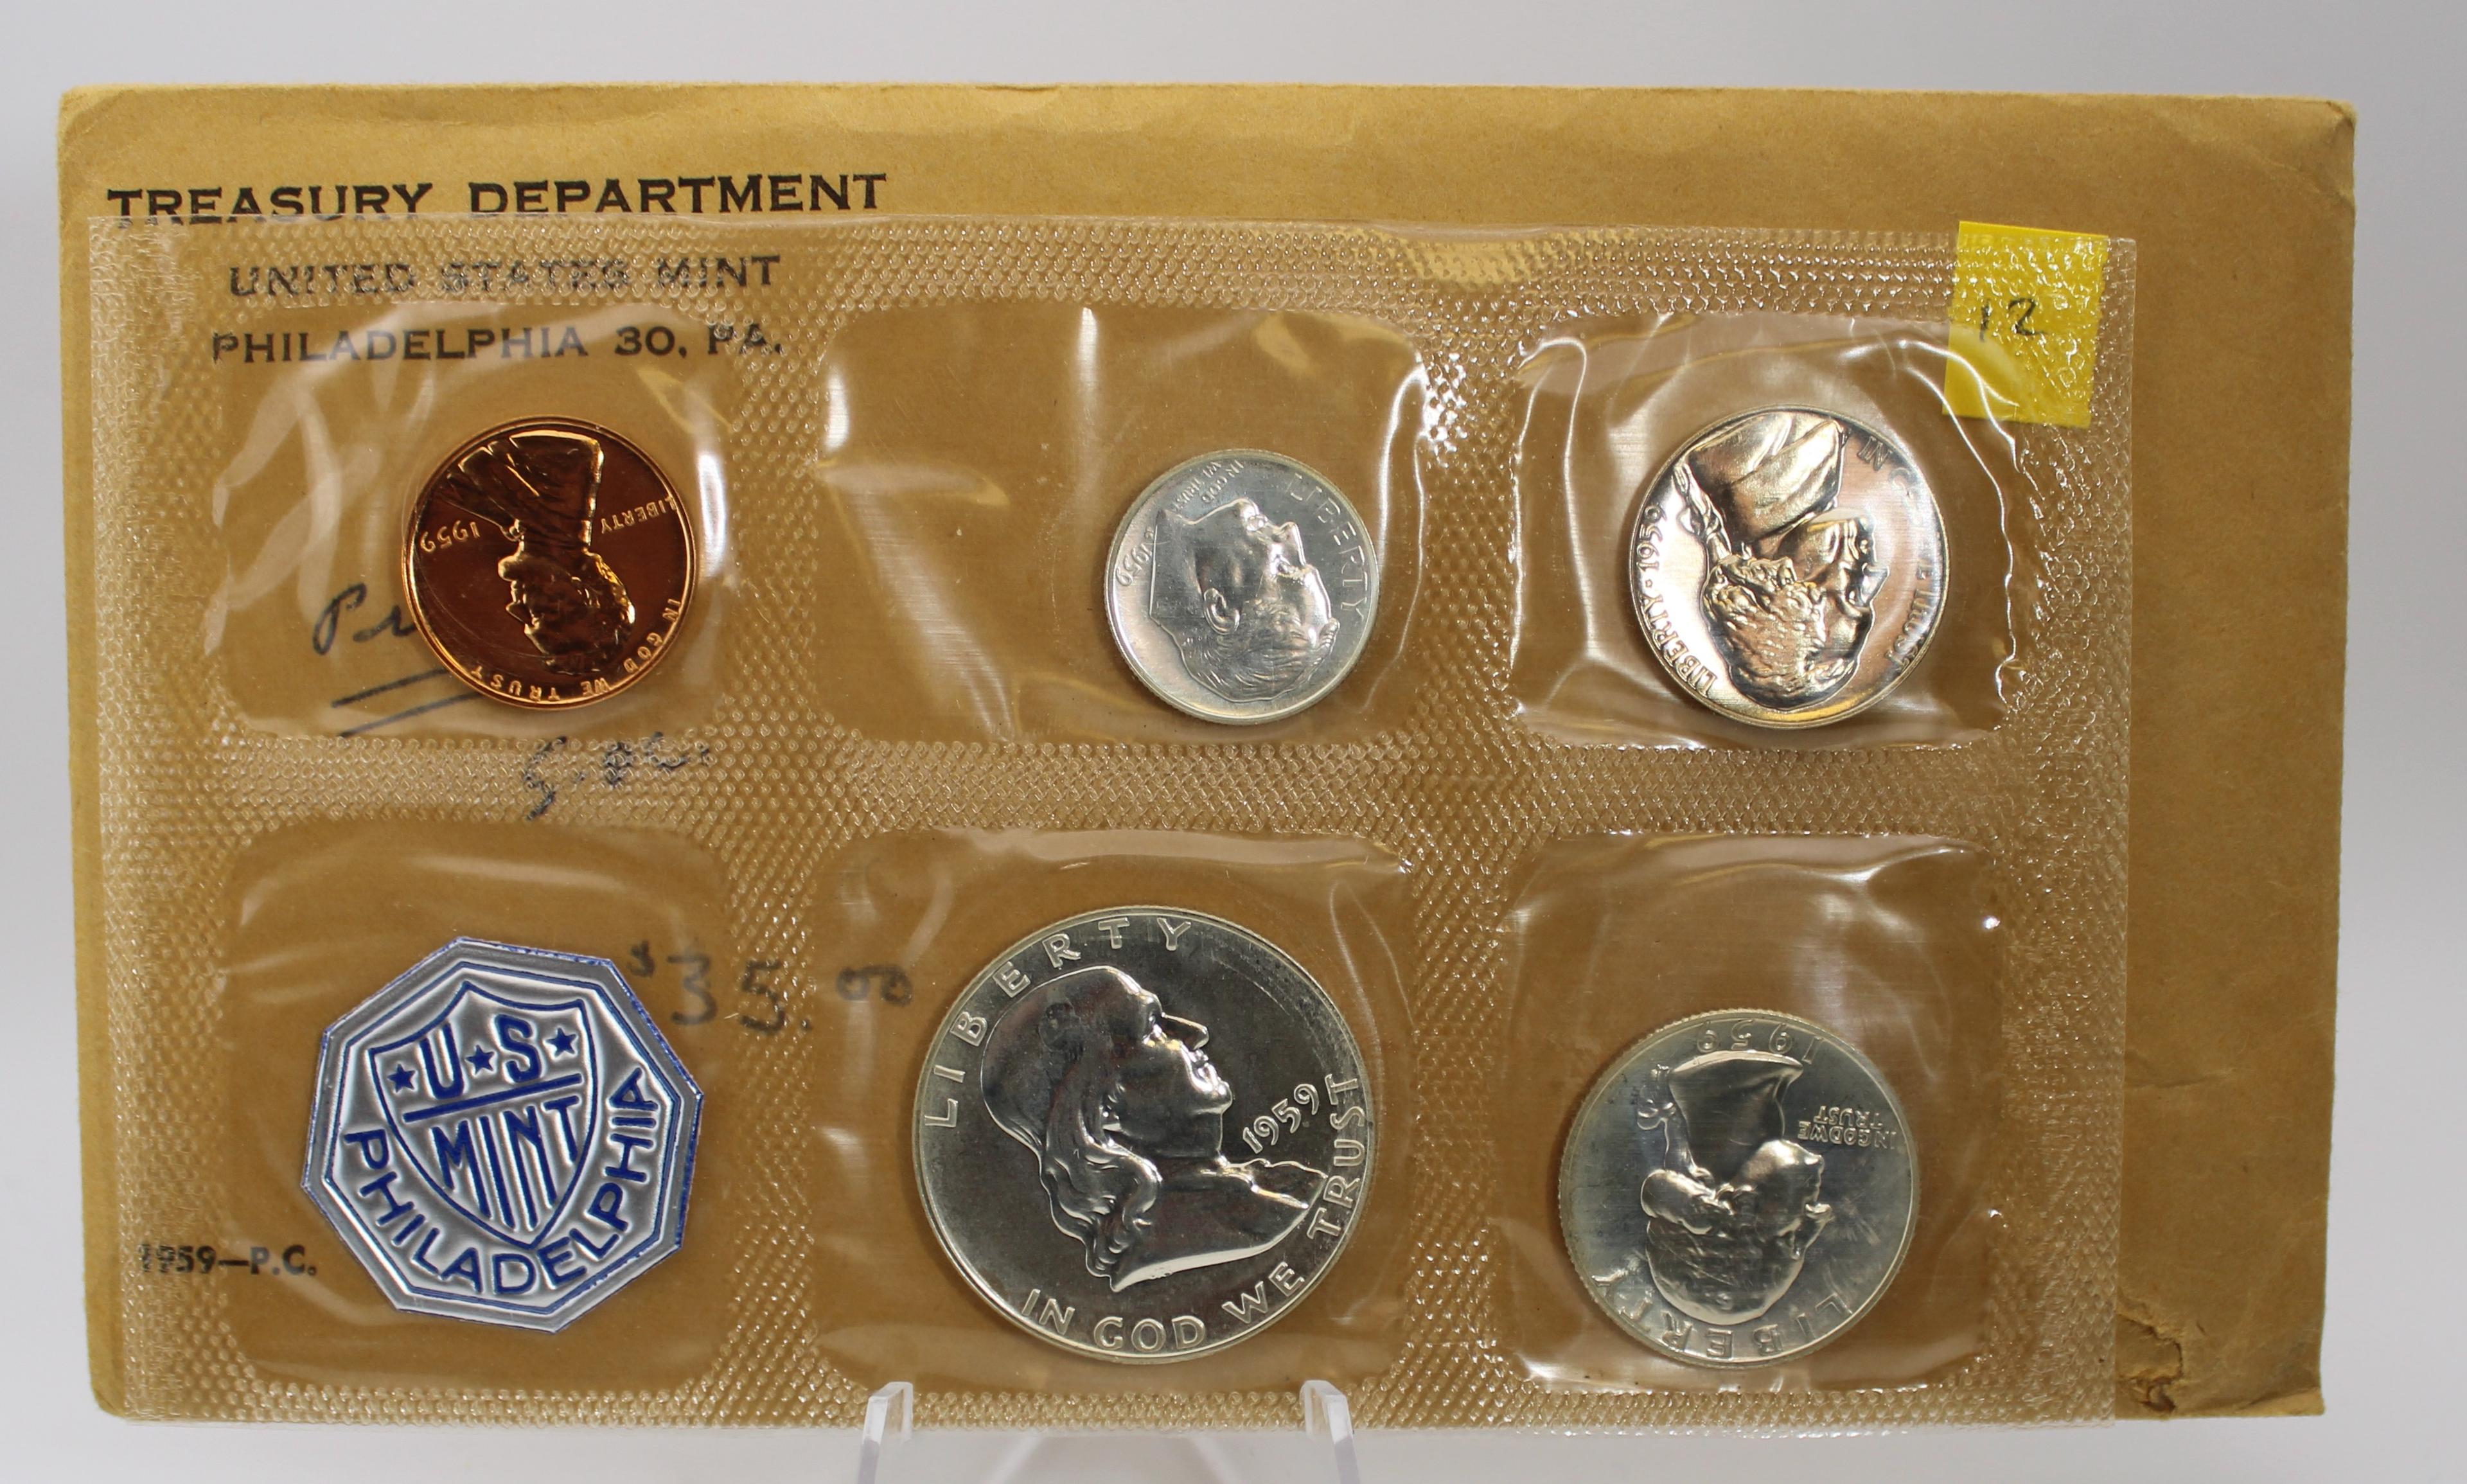 TREASURY DEPARTMENT
UNITED STATES MINT
PHILADELPHIA 30, PA.
12
LIBERTY
1959
IN GOD WE TRUST
LIBERTY
IN GOD
WE TRUST
1959
IN G E TRUST
LIBERTY · 1959
$35.00
U★S★
MINT
PHILADELPHIA
1959—P.C.
LIBERTY
1959
IN GOD WE TRUST
1959
IN GOD WE
TRUST
LIBERTY